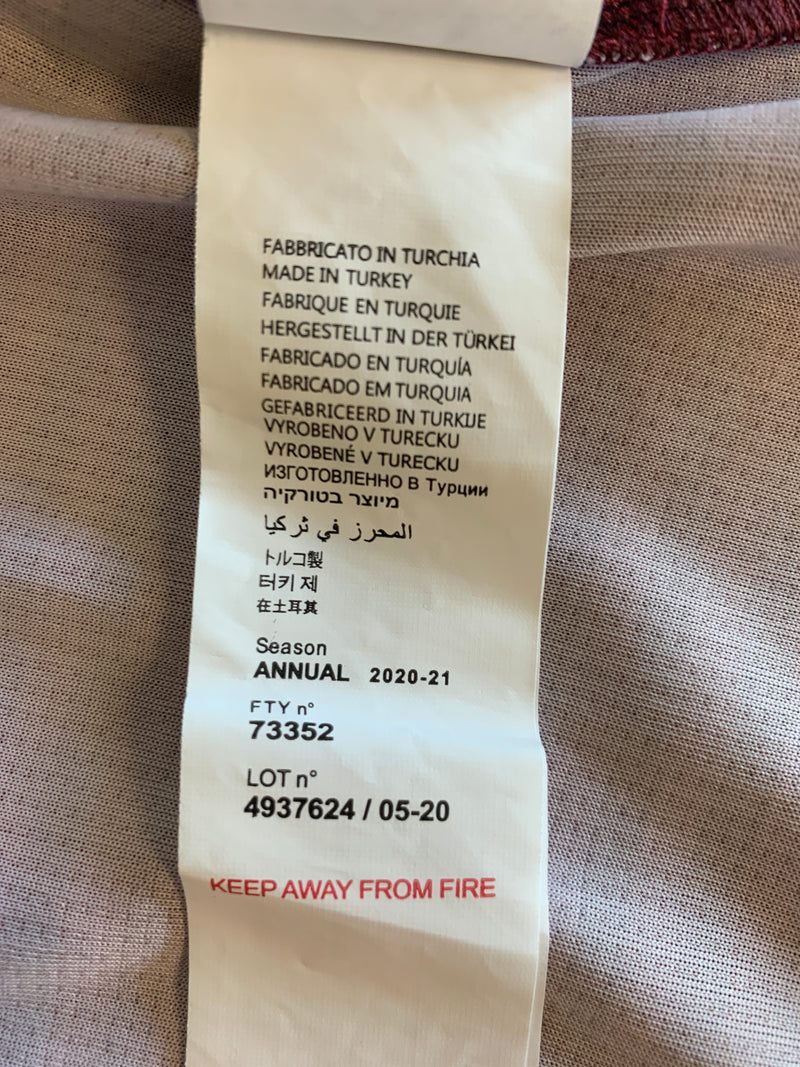 FABBRICATO IN TURCHIA
MADE IN TURKEY
FABRIQUE EN TURQUIE
HERGESTELLT IN DER TÜRKEI
FABRICADO EN TURQUÍA
FABRICADO EM TURQUIA
GEFABRICEERD IN TURKIJE
VYROBENO V TURECKU
VYROBENÉ V TURECKU
ИЗГОТОВЛЕННО В Турции
מיוצר בטורקיה
المحرز في ثركيا
トルコ製
터키 제
在土耳其
Season
ANNUAL 2020-21
FTY n°
73352
LOT n°
4937624 / 05-20
KEEP AWAY FROM FIRE